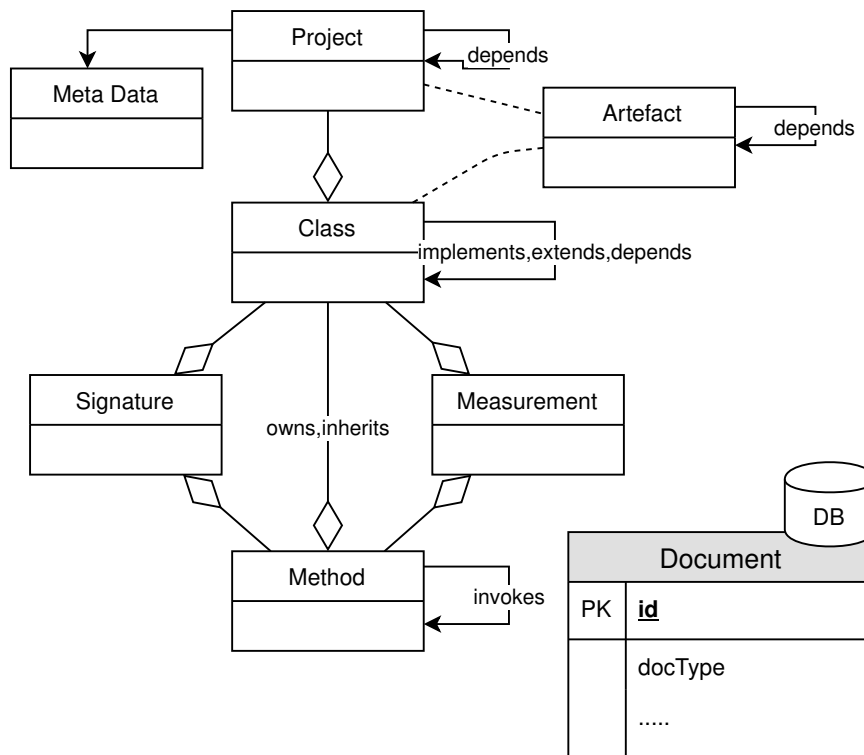 Project
depends
Meta Data
Artefact
depends
Class
implements,extends,depends
Signature
Measurement
owns,inherits
Method
invokes
DB
Document
PK id
docType
.....